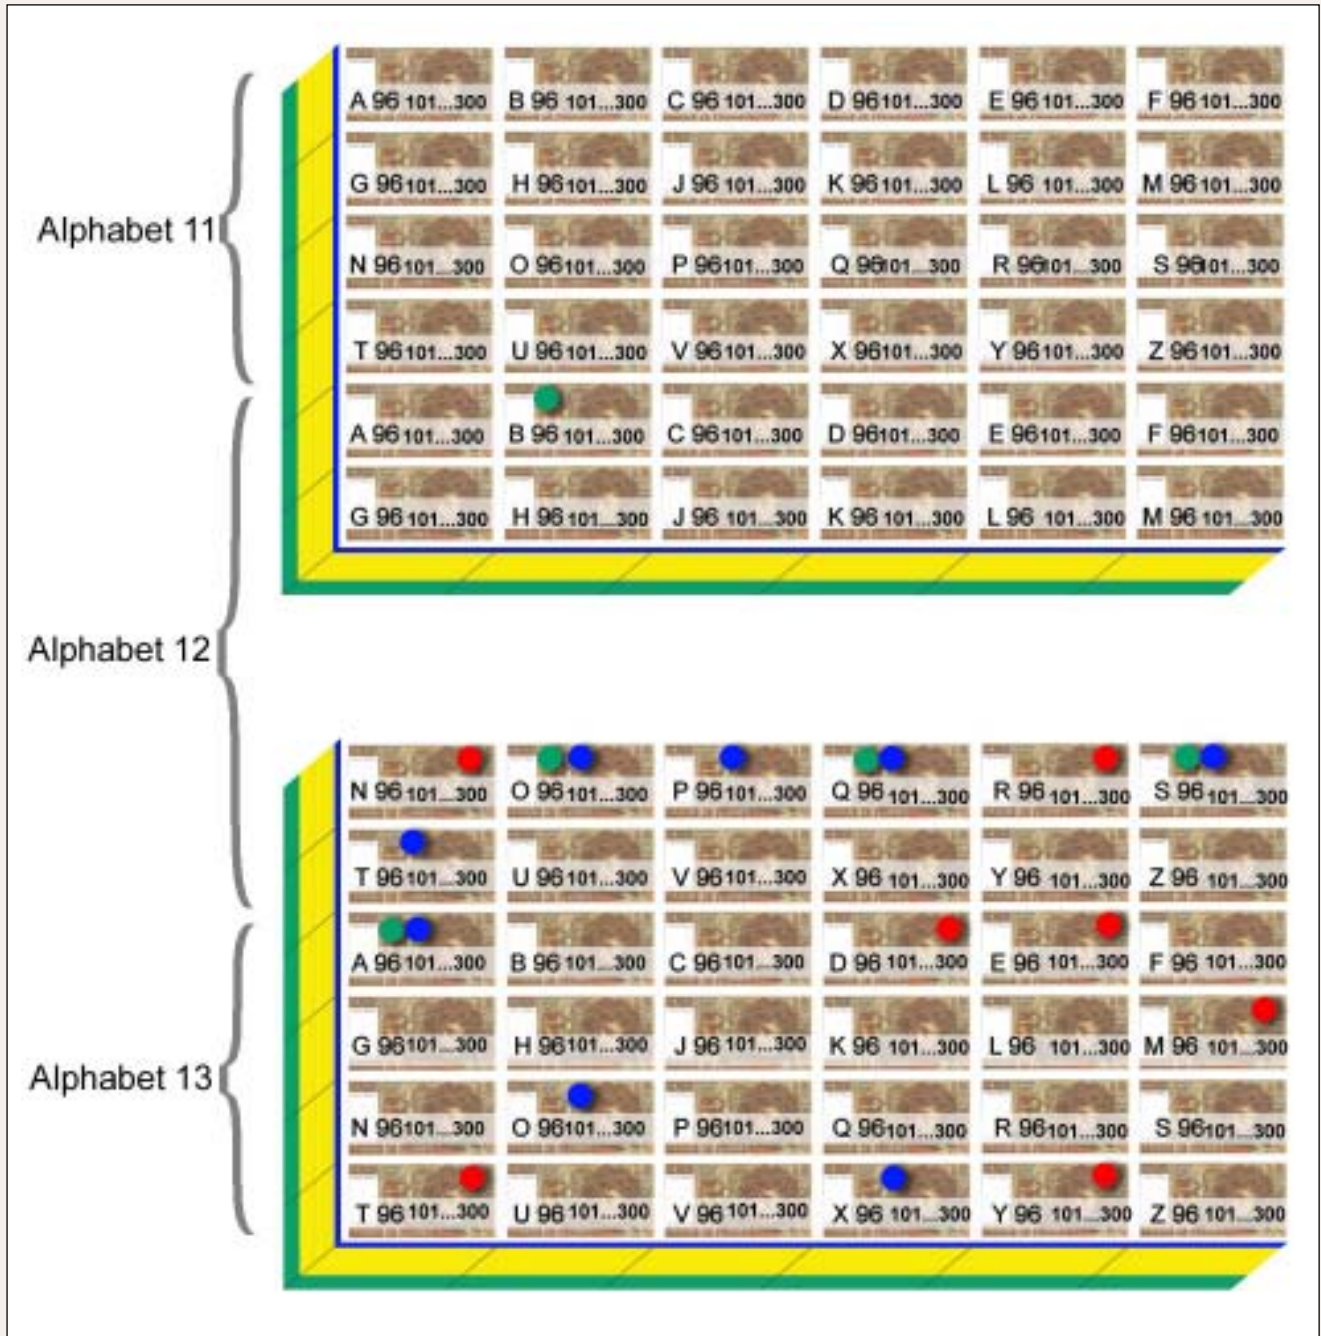 A 96 101...300 B 96 101...300 C 96 101...300 D 96 101...300 E 96 101...300 F 96 101...300
G 96 101...300 H 96 101...300 J 96 101...300 K 96 101...300 L 96 101...300 M 96 101...300
Alphabet 11
N 96 101...300 O 96 101...300 P 96 101...300 Q 96 101...300 R 96 101...300 S 96 101...300
T 96 101...300 U 96 101...300 V 96 101...300 X 96 101...300 Y 96 101...300 Z 96 101...300
A 96 101...300 B 96 101...300 C 96 101...300 D 96 101...300 E 96 101...300 F 96 101...300
G 96 101...300 H 96 101...300 J 96 101...300 K 96 101...300 L 96 101...300 M 96 101...300
Alphabet 12
N 96 101...300 O 96 101...300 P 96 101...300 Q 96 101...300 R 96 101...300 S 96 101...300
T 96 101...300 U 96 101...300 V 96 101...300 X 96 101...300 Y 96 101...300 Z 96 101...300
A 96 101...300 B 96 101...300 C 96 101...300 D 96 101...300 E 96 101...300 F 96 101...300
G 96 101...300 H 96 101...300 J 96 101...300 K 96 101...300 L 96 101...300 M 96 101...300
Alphabet 13
N 96 101...300 O 96 101...300 P 96 101...300 Q 96 101...300 R 96 101...300 S 96 101...300
T 96 101...300 U 96 101...300 V 96 101...300 X 96 101...300 Y 96 101...300 Z 96 101...300